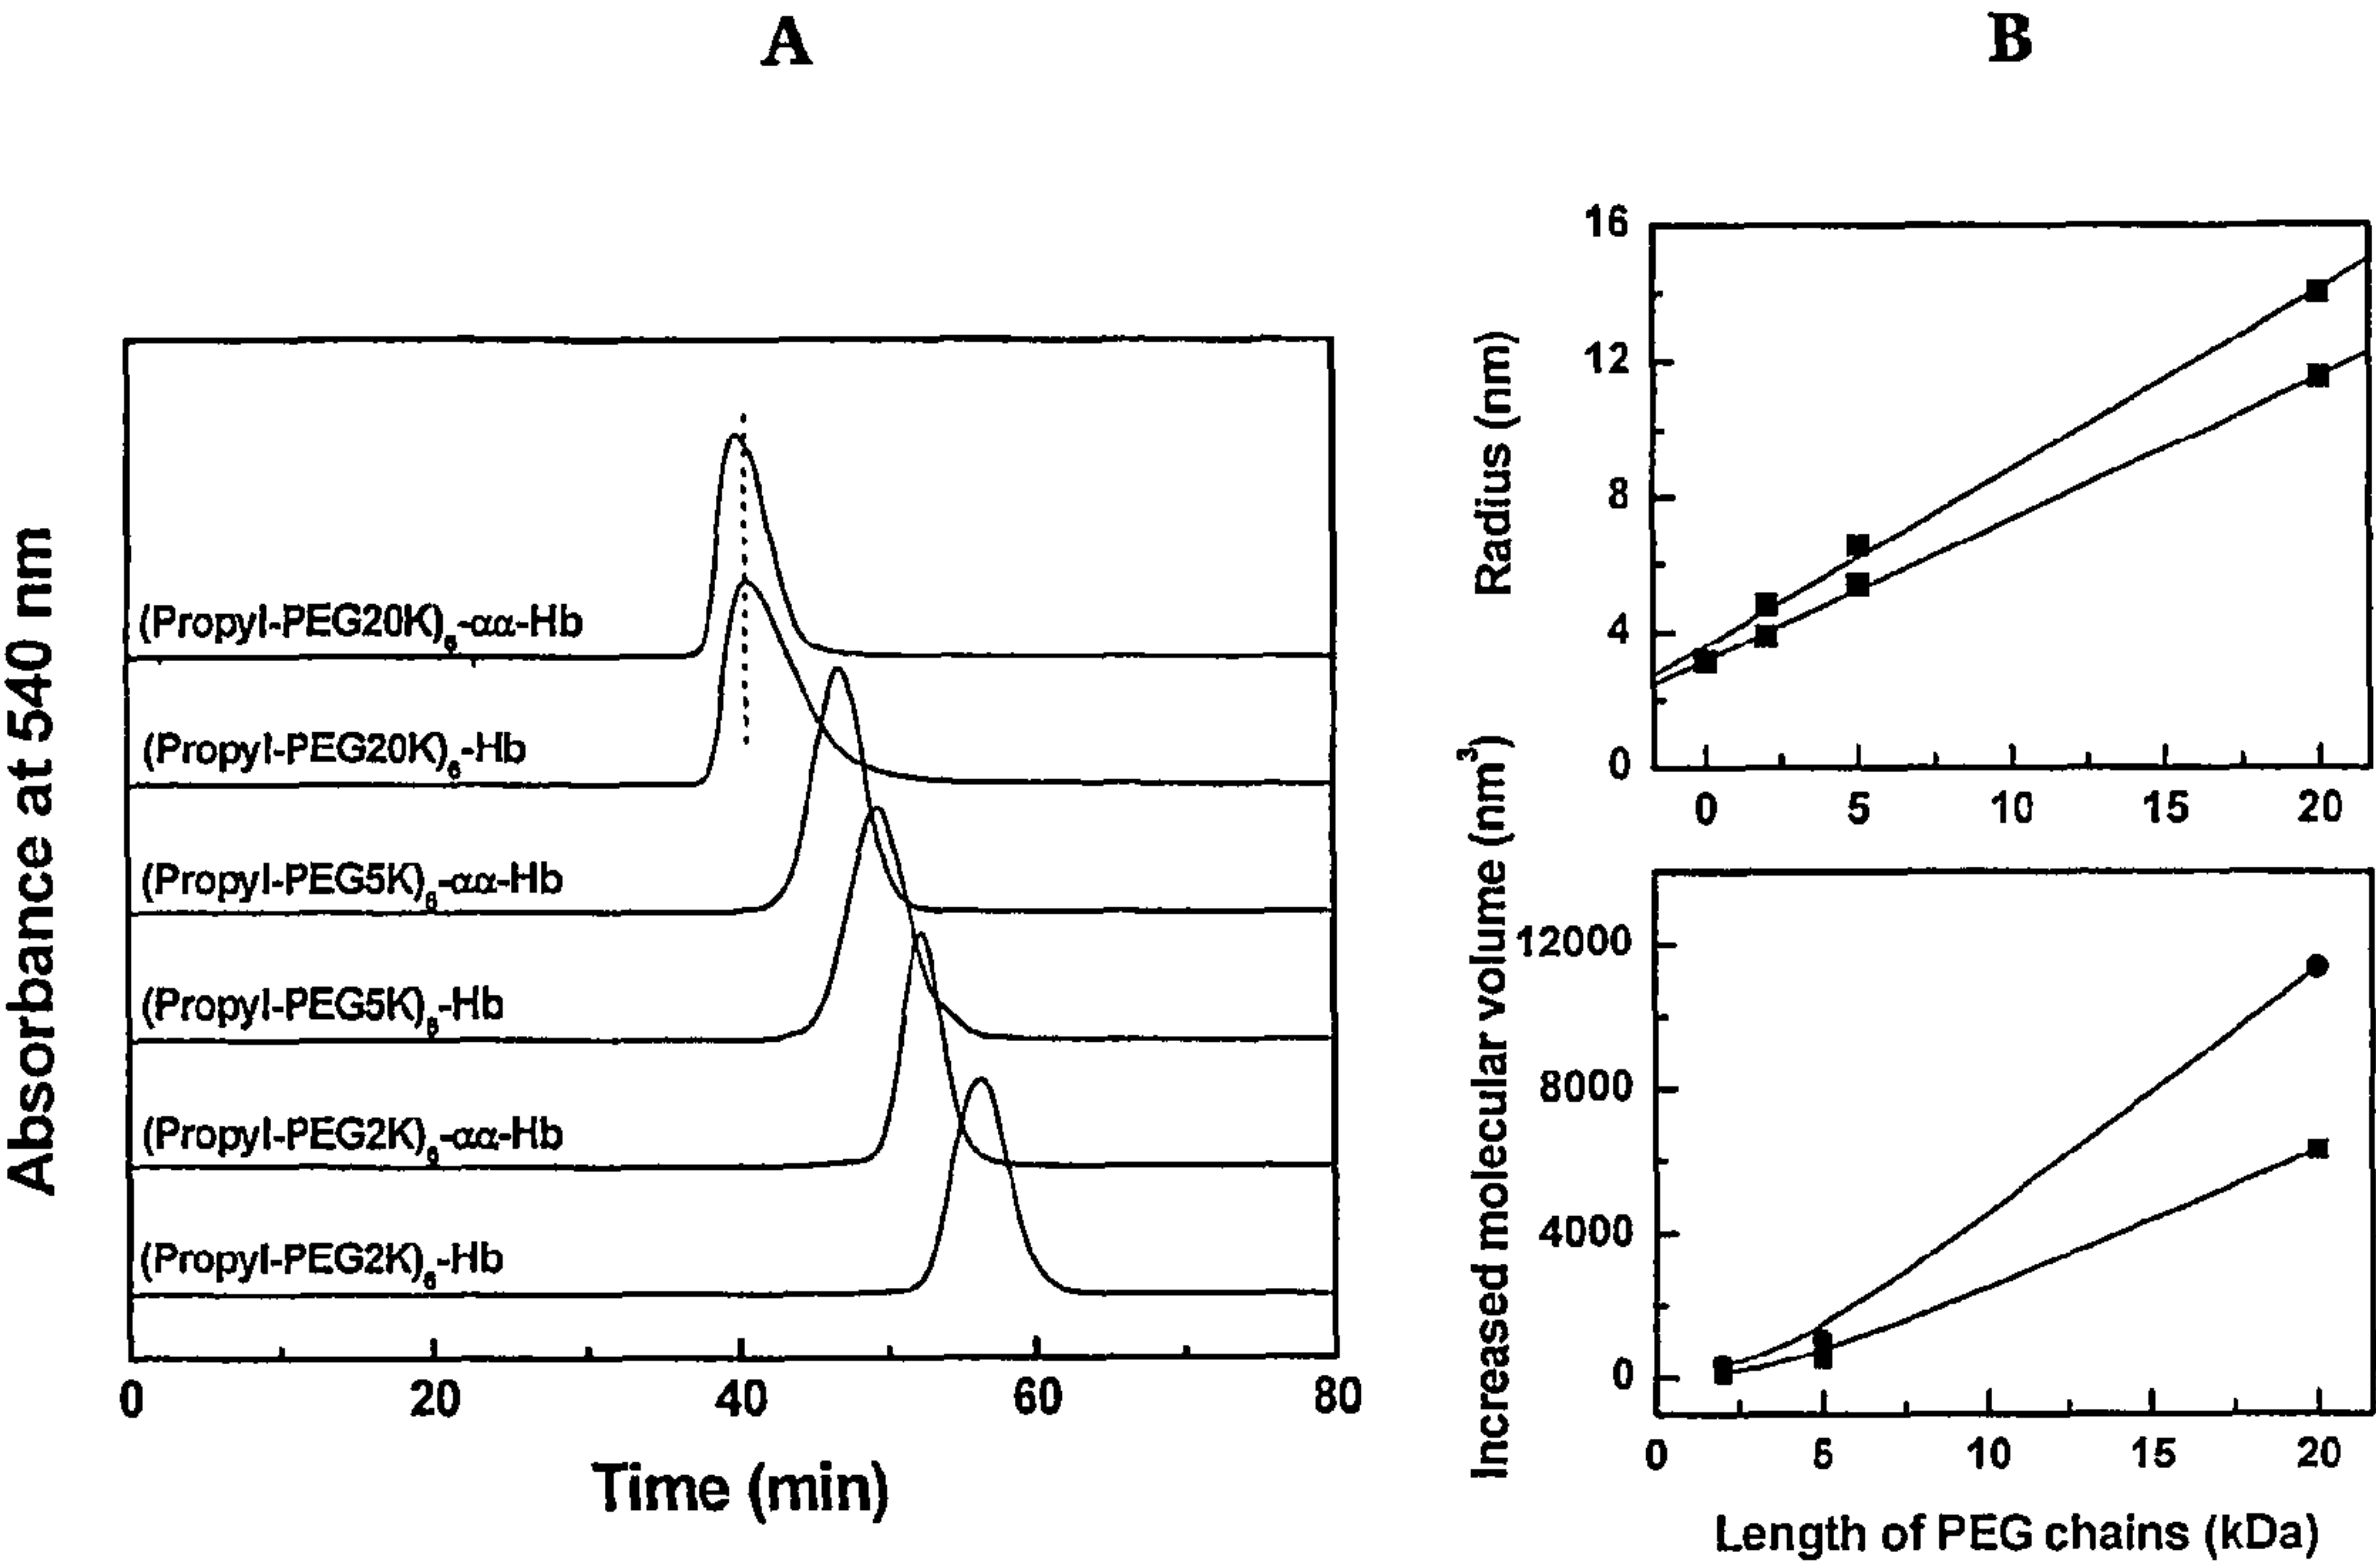 A
B
Absorbance at 540 nm
(Propyl-PEG20K)6-αα-Hb
(Propyl-PEG20K)6-Hb
(Propyl-PEG5K)6-αα-Hb
(Propyl-PEG5K)6-Hb
(Propyl-PEG2K)6-αα-Hb
(Propyl-PEG2K)6-Hb
0 20 40 60 80
Time (min)
Radius (nm)
16
12
8
4
0
0 5 10 15 20
Increased molecular volume (nm³)
12000
8000
4000
0
0 5 10 15 20
Length of PEG chains (kDa)